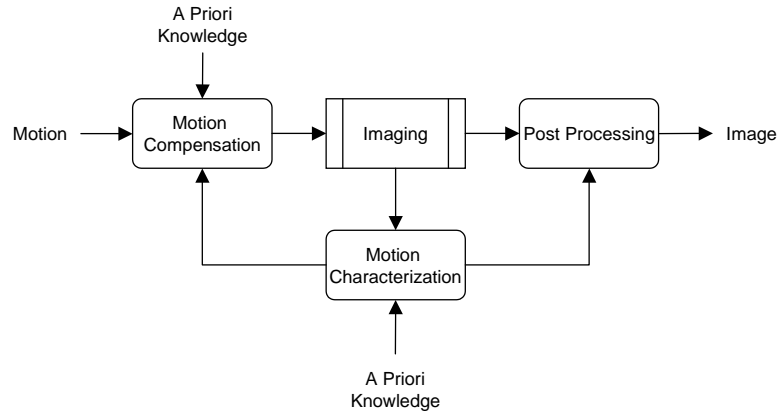 A Priori
Knowledge
Motion
Motion
Compensation
Imaging
Post Processing
Image
Motion
Characterization
A Priori
Knowledge